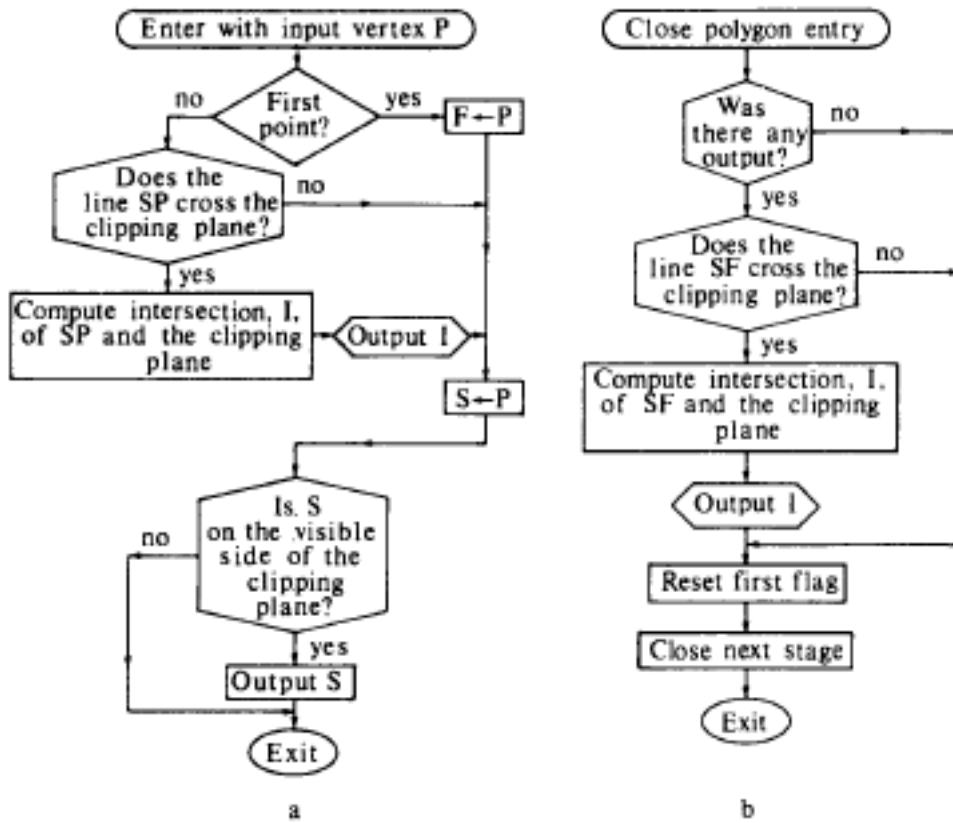 Enter with input vertex P
First
point?
no
yes
F←P
Does the
line SP cross the
clipping plane?
no
yes
Compute intersection, I,
of SP and the clipping
plane
Output I
S←P
Is. S
on the visible
side of the
clipping
plane?
no
yes
Output S
Exit
a
Close polygon entry
Was
there any
output?
no
yes
Does the
line SF cross the
clipping plane?
no
yes
Compute intersection, I,
of SF and the clipping
plane
Output I
Reset first flag
Close next stage
Exit
b